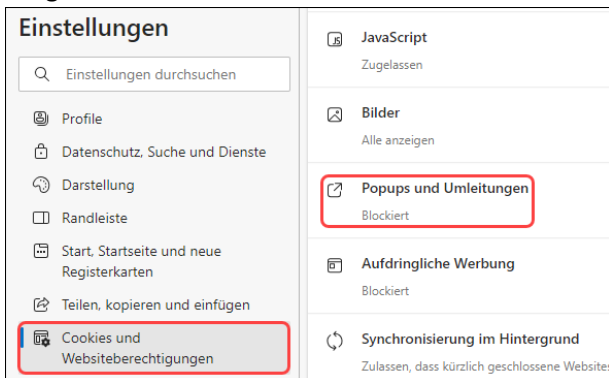 Einstellungen
Einstellungen durchsuchen
Profile
Datenschutz, Suche und Dienste
Darstellung
Randleiste
Start, Startseite und neue
Registerkarten
Teilen, kopieren und einfügen
Cookies und
Websiteberechtigungen
JavaScript
Zugelassen
Bilder
Alle anzeigen
Popups und Umleitungen
Blockiert
Aufdringliche Werbung
Blockiert
Synchronisierung im Hintergrund
Zulassen, dass kürzlich geschlossene Websites